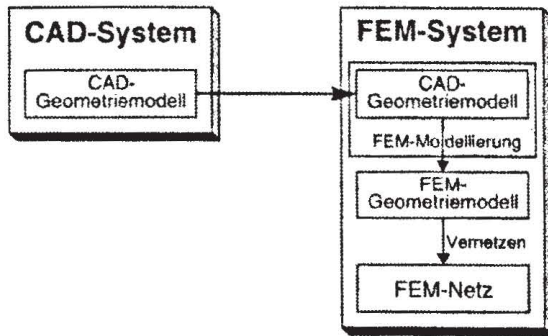 CAD-System
CAD-
Geometriemodell
FEM-System
CAD-
Geometriemodell
FEM-Modellierung
FEM-
Geometriemodell
Vernetzen
FEM-Netz